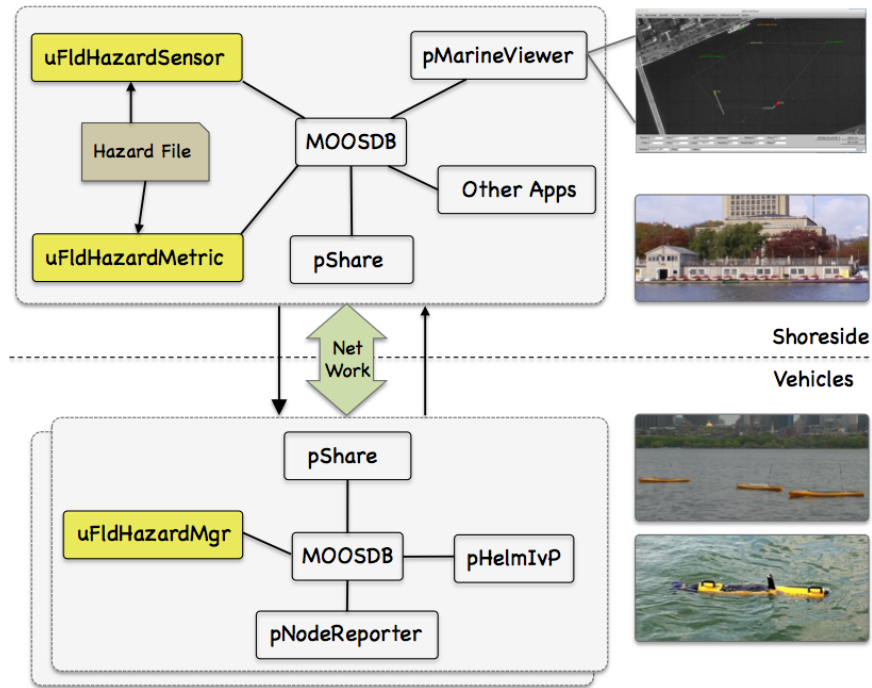 uFldHazardSensor
pMarineViewer
Hazard File
MOOSDB
Other Apps
uFldHazardMetric
pShare
Net
Work
Shoreside
Vehicles
pShare
uFldHazardMgr
MOOSDB
pHelmIvP
pNodeReporter